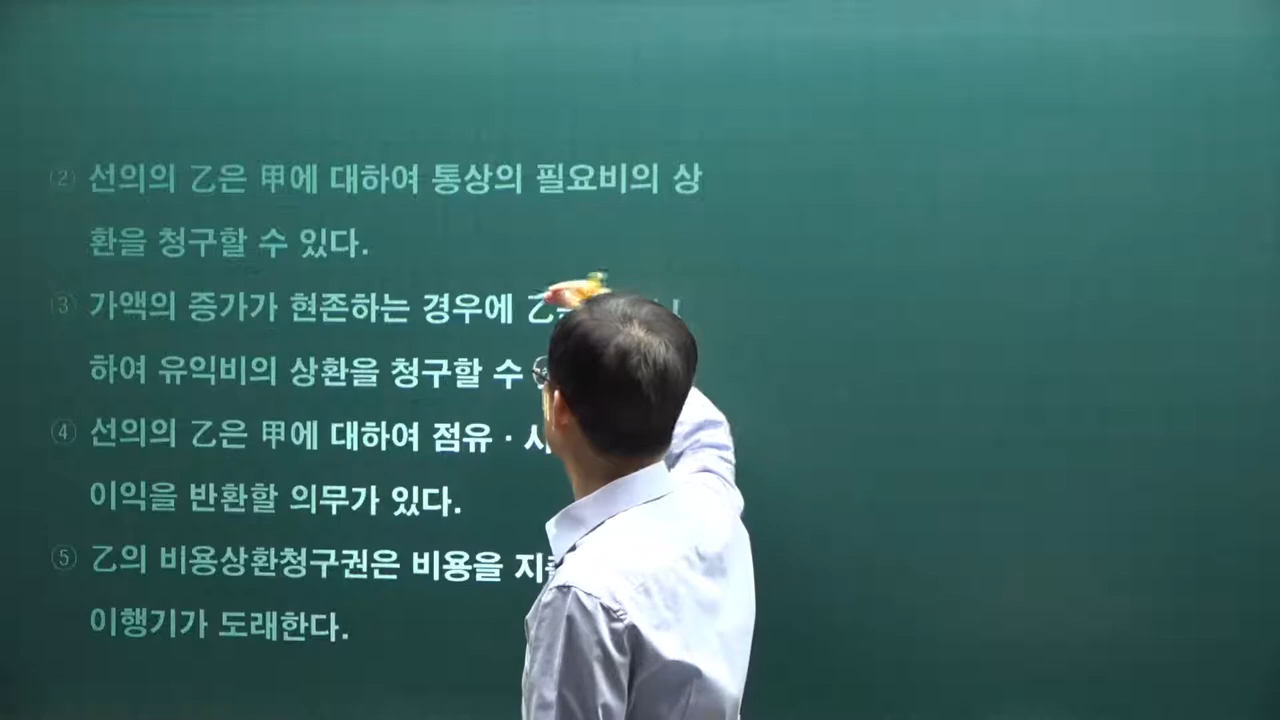 ② 선의의 乙은 甲에 대하여 통상의 필요비의 상
환을 청구할 수 있다.
③ 가액의 증가가 현존하는 경우에
하여 유익비의 상환을 청구할 수
④ 선의의 乙은 甲에 대하여 점유 ·
이익을 반환할 의무가 있다.
⑤ 乙의 비용상환청구권은 비용을
이행기가 도래한다.